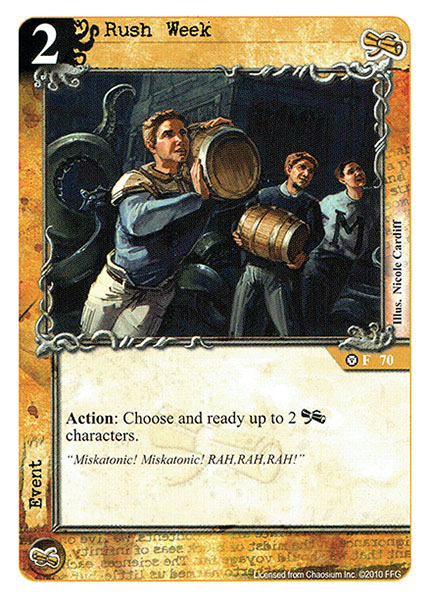 2
Rush Week
M
Illus. Nicole Cardiff
F 70
Action: Choose and ready up to 2
characters.
“Miskatonic! Miskatonic! RAH,RAH,RAH!”
Event
Licensed from Chaosium Inc. ©2010 FFG